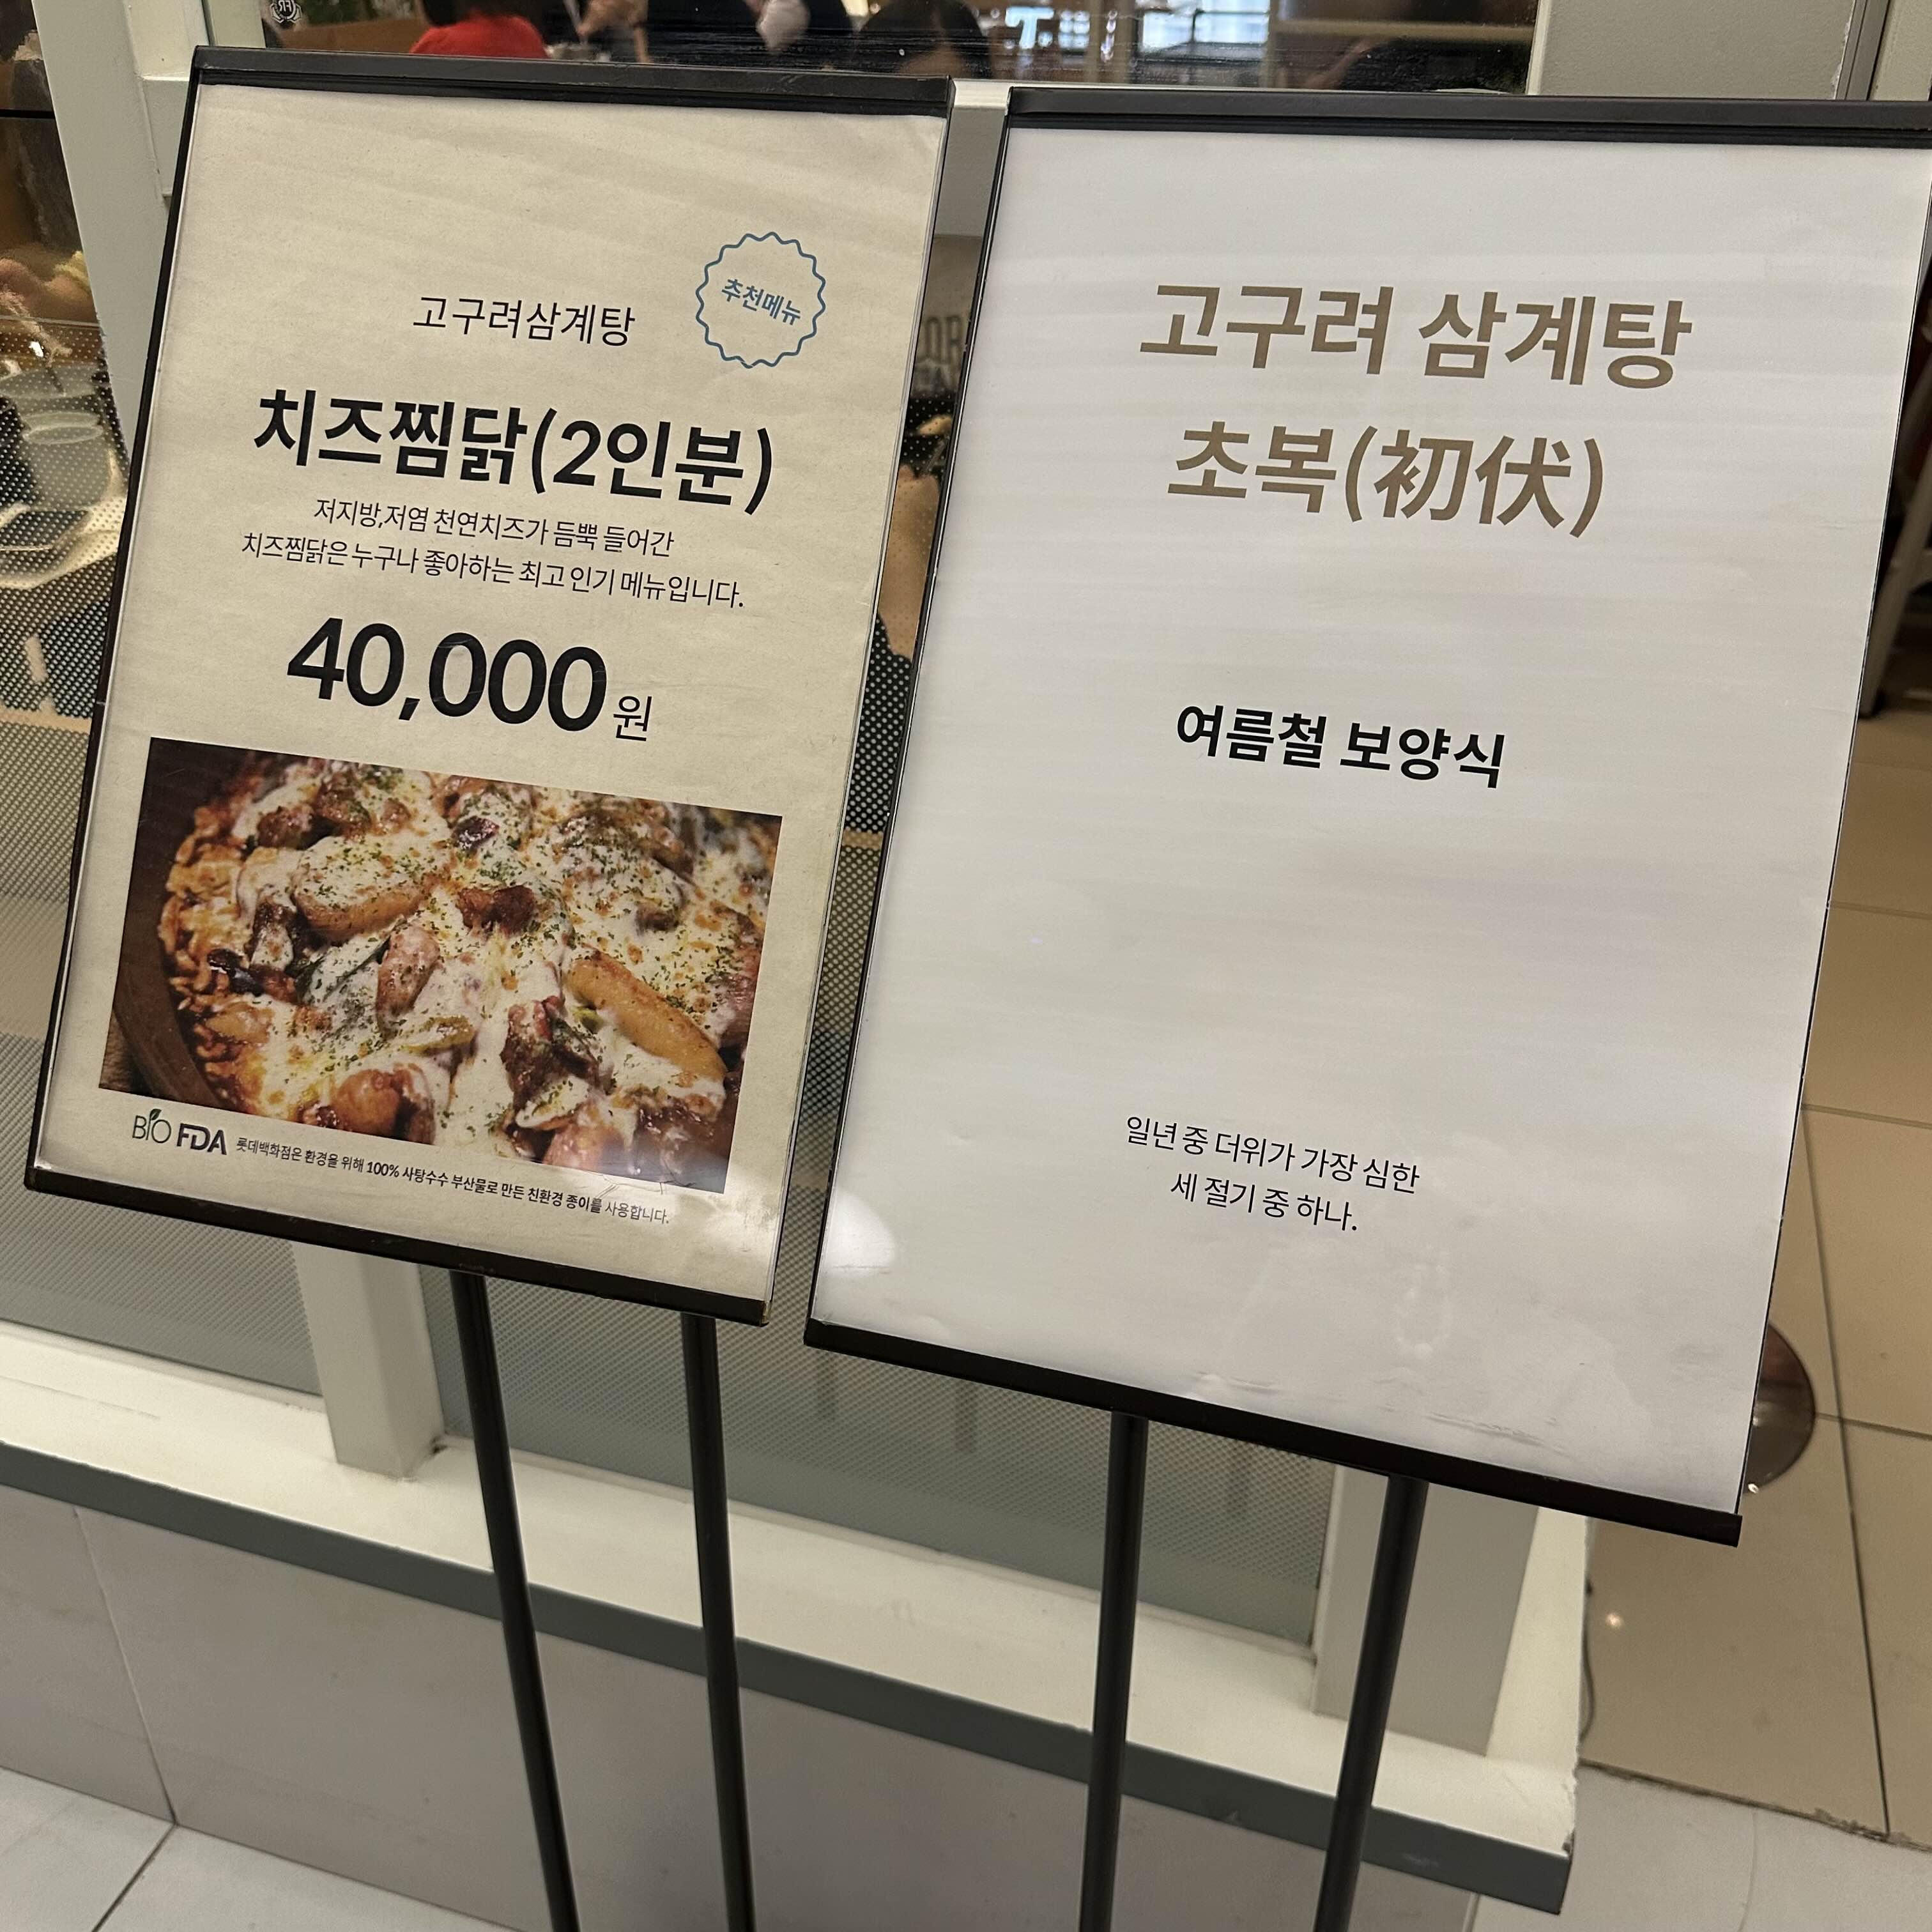 고구려삼계탕
추천메뉴
치즈찜닭(2인분)
저지방,저염 천연치즈가 듬뿍 들어간
치즈찜닭은 누구나 좋아하는 최고 인기 메뉴입니다.
40,000원
BIO FDA 롯데백화점은 환경을 위해 100% 사탕수수 부산물로 만든 친환경 종이를 사용합니다.
고구려 삼계탕
초복(初伏)
여름철 보양식
일년 중 더위가 가장 심한
세 절기 중 하나.